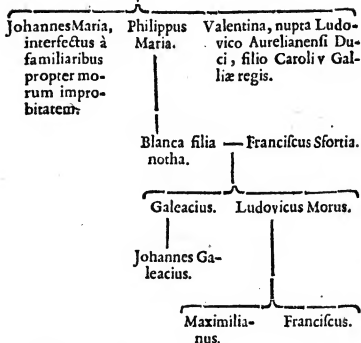 JohannesMaria,
interfectus à
familiaribus
propter mo-
rum impro-
bitatem.
Philippus
Maria.
Valentina, nupta Ludo-
vico Aurelianensi Du-
ci, filio Caroli v Gal-
liæ regis.
Blanca filia
notha.
Franciſcus Sfortia.
Galeacius.
Ludovicus Morus.
Johannes Ga-
leacius.
Maximilia-
nus.
Franciſcus.